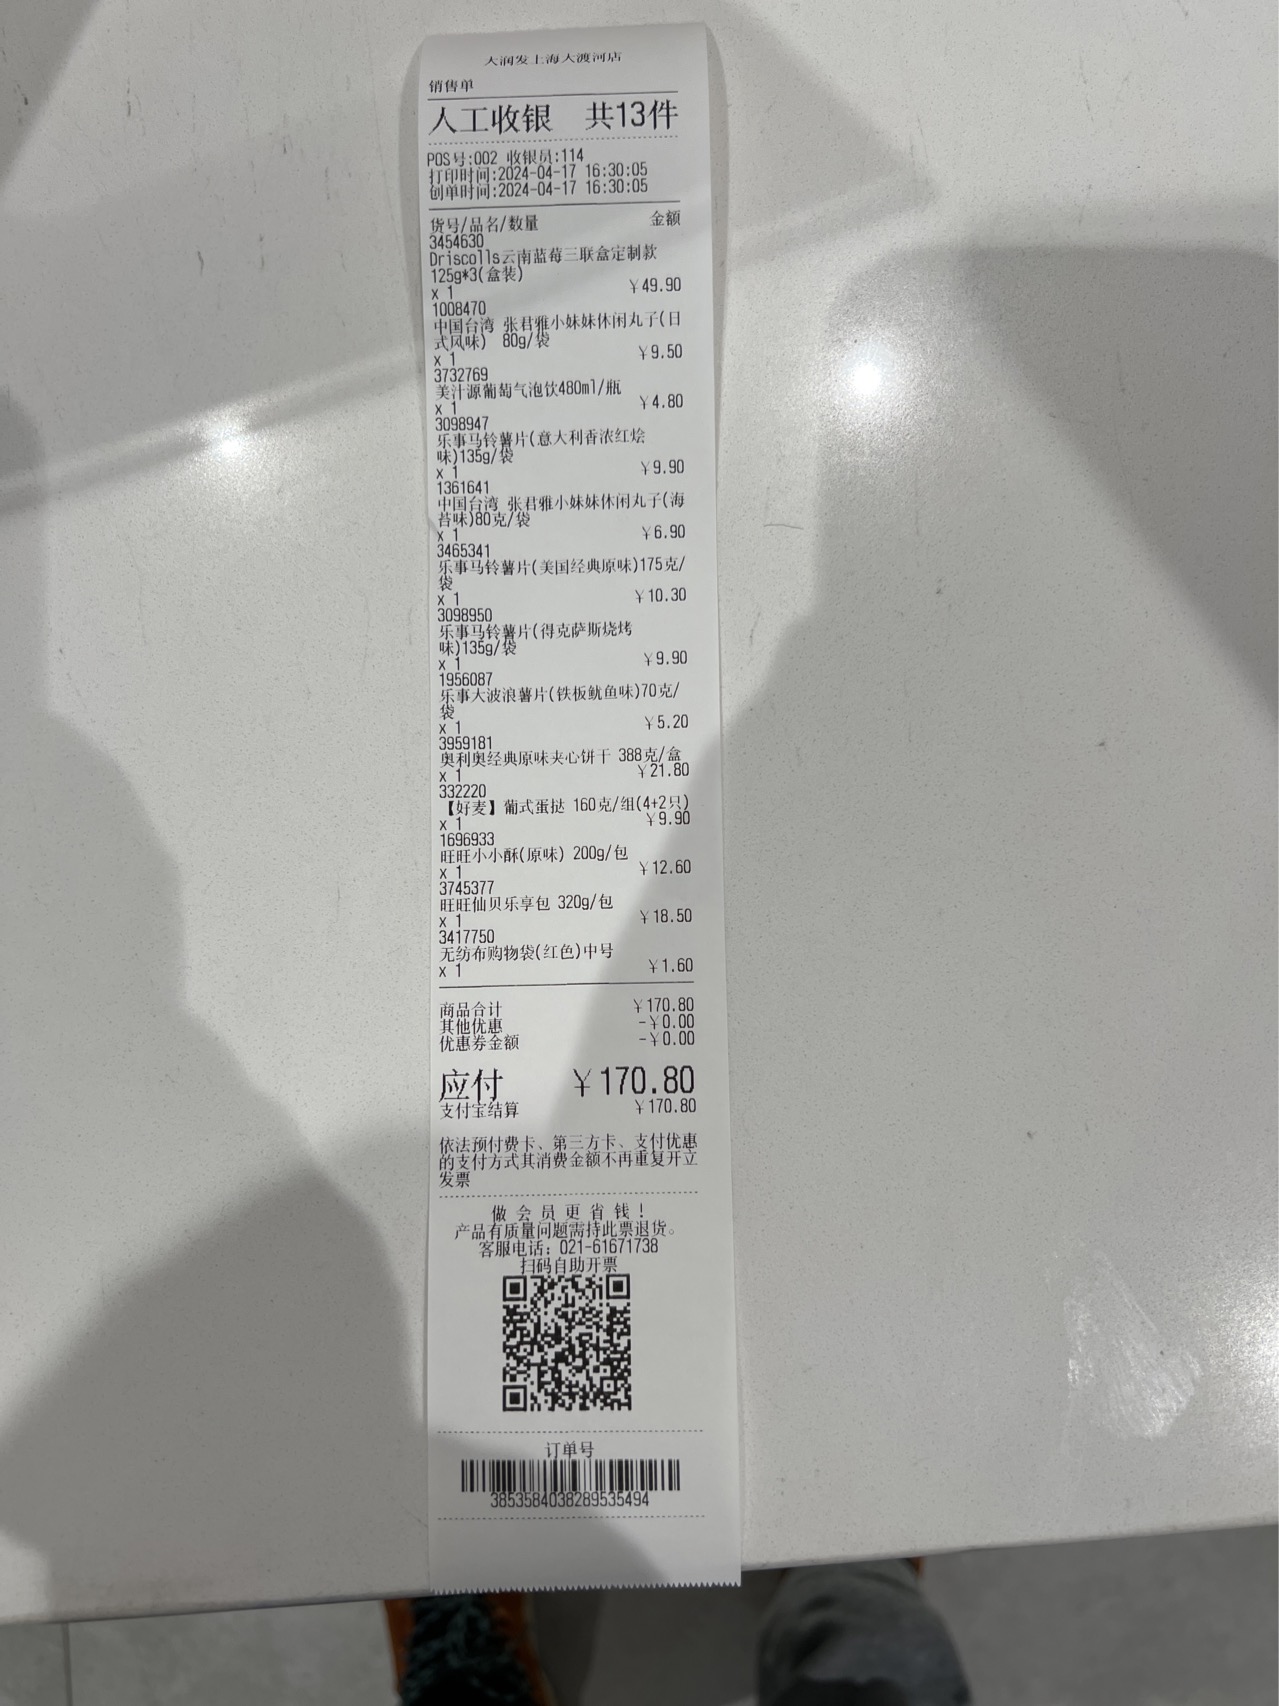 大润发上海大渡河店
销售单
人工收银 共13件
POS号:002 收银员:114
打印时间:2024-04-17 16:30:05
创单时间:2024-04-17 16:30:05
货号/品名/数量 金额
3454630
Driscolls云南蓝莓三联盒定制款
125g*3(盒装)
x 1 ￥49.90
1008470
中国台湾 张君雅小妹妹休闲丸子(日
式风味) 80g/袋
x 1 ￥9.50
3732769
美汁源葡萄气泡饮480ml/瓶
x 1 ￥4.80
3098947
乐事马铃薯片(意大利香浓红烩
味)135g/袋
x 1 ￥9.90
1361641
中国台湾 张君雅小妹妹休闲丸子(海
苔味)80克/袋
x 1 ￥6.90
3465341
乐事马铃薯片(美国经典原味)175克/
袋
x 1 ￥10.30
3098950
乐事马铃薯片(得克萨斯烧烤
味)135g/袋
x 1 ￥9.90
1956087
乐事大波浪薯片(铁板鱿鱼味)70克/
袋
x 1 ￥5.20
3959181
奥利奥经典原味夹心饼干 388克/盒
x 1 ￥21.80
332220
【好麦】葡式蛋挞 160克/组(4+2只)
x 1 ￥9.90
1696933
旺旺小小酥(原味) 200g/包
x 1 ￥12.60
3745377
旺旺仙贝乐享包 320g/包
x 1 ￥18.50
3417750
无纺布购物袋(红色)中号
x 1 ￥1.60
商品合计 ￥170.80
其他优惠 -￥0.00
优惠券金额 -￥0.00
应付 ￥170.80
支付宝结算 ￥170.80
依法预付费卡、第三方卡、支付优惠
的支付方式其消费金额不再重复开立
发票
做会员更省钱!
产品有质量问题需持此票退货。
客服电话: 021-61671738
扫码自助开票
订单号
3853584038289535494